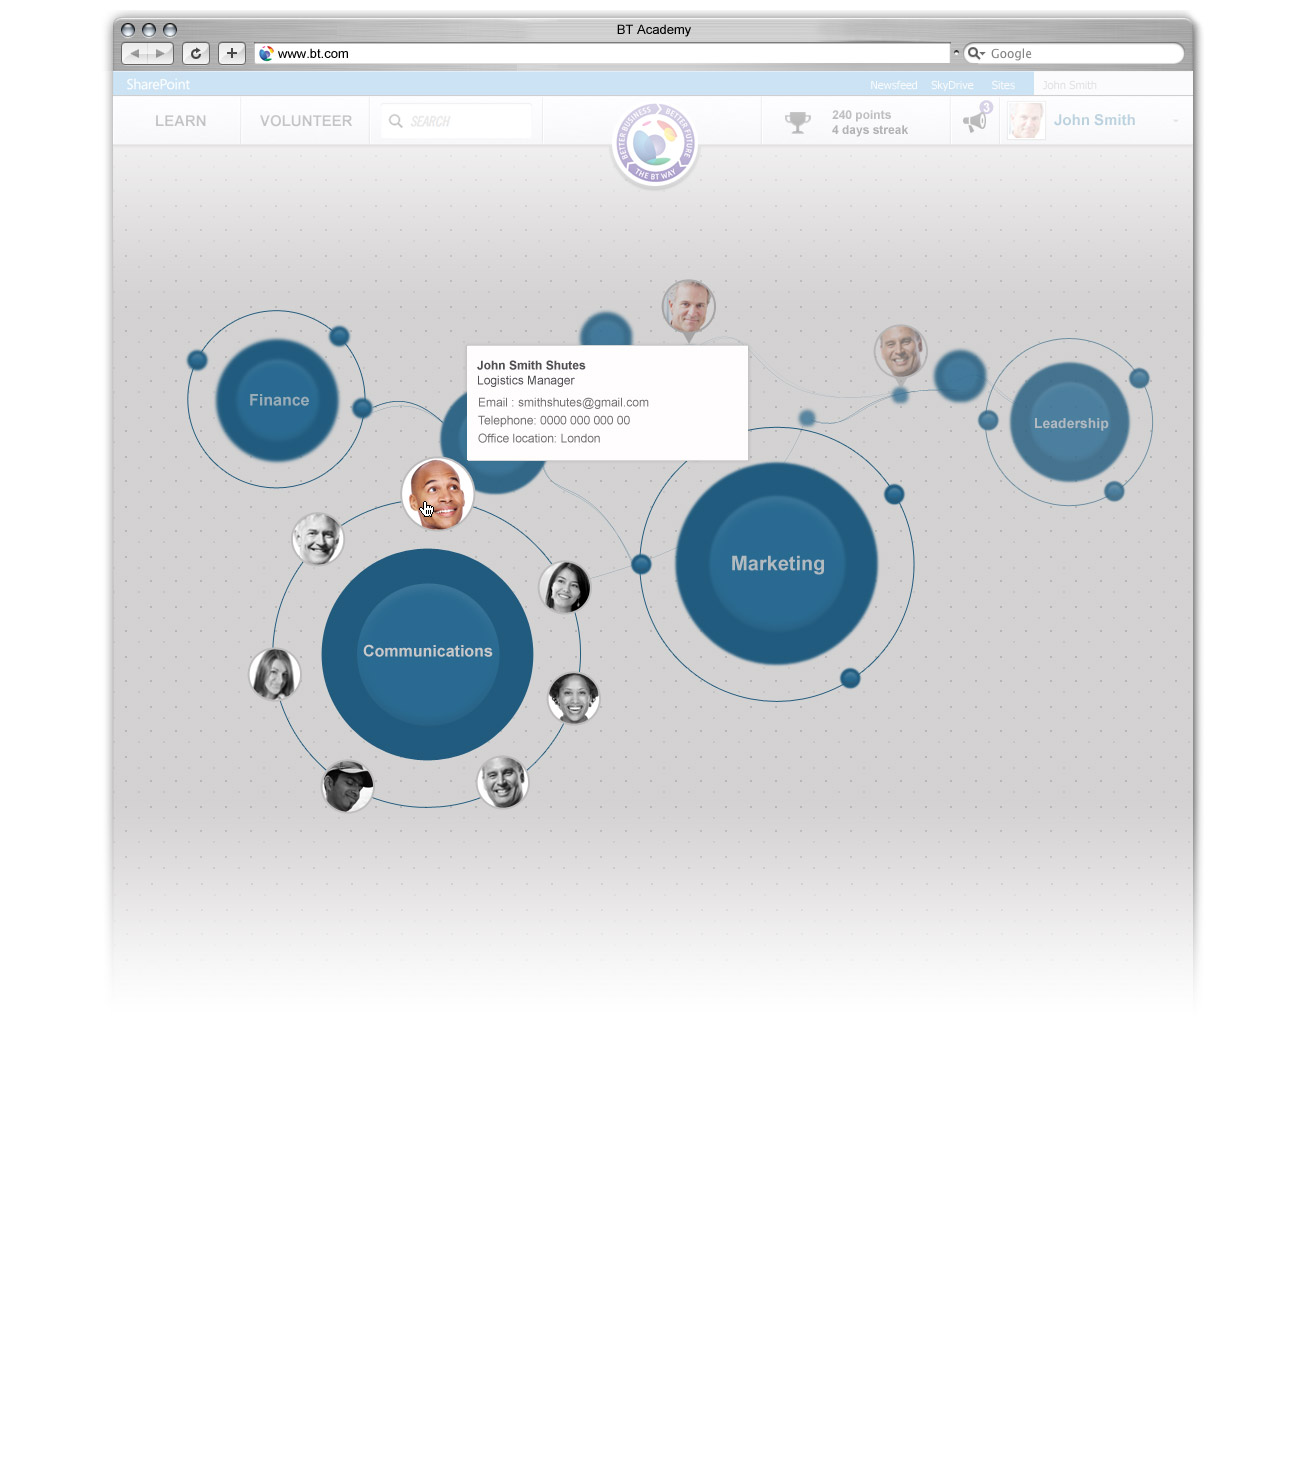 BT Academy
www.bt.com
Google
SharePoint
Newsfeed SkyDrive Sites John Smith
LEARN
VOLUNTEER
SEARCH
BETTER BUSINESS
BETTER FUTURE
THE BT WAY
240 points
4 days streak
3
John Smith
John Smith Shutes
Logistics Manager
Email : smithshutes@gmail.com
Telephone: 0000 000 000 00
Office location: London
Finance
Leadership
Marketing
Communications